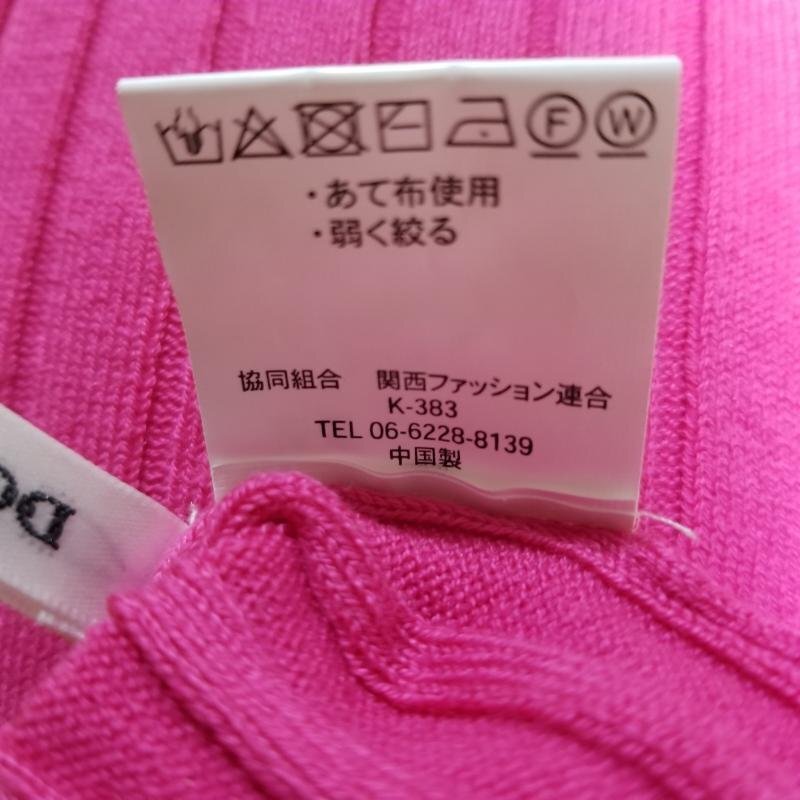 F W
・あて布使用
・弱く絞る
協同組合 関西ファッション連合
K-383
TEL 06-6228-8139
中国製
DO